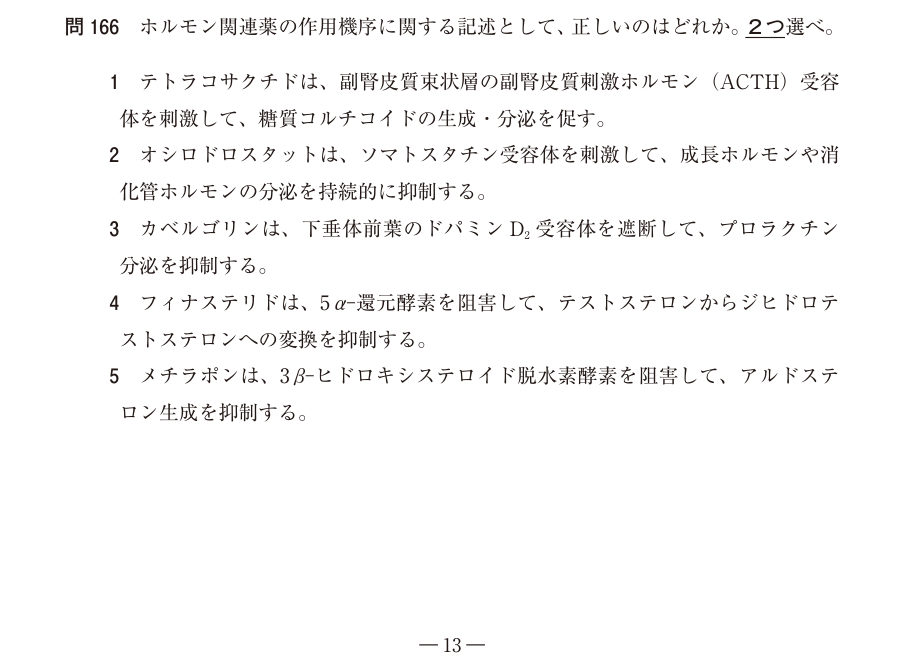 問 166 ホルモン関連薬の作用機序に関する記述として、正しいのはどれか。2つ選べ。
1 テトラコサクチドは、副腎皮質束状層の副腎皮質刺激ホルモン（ACTH）受容
体を刺激して、糖質コルチコイドの生成・分泌を促す。
2 オシロドロスタットは、ソマトスタチン受容体を刺激して、成長ホルモンや消
化管ホルモンの分泌を持続的に抑制する。
3 カベルゴリンは、下垂体前葉のドパミン D₂ 受容体を遮断して、プロラクチン
分泌を抑制する。
4 フィナステリドは、5α-還元酵素を阻害して、テストステロンからジヒドロテ
ストステロンへの変換を抑制する。
5 メチラポンは、3β-ヒドロキシステロイド脱水素酵素を阻害して、アルドステ
ロン生成を抑制する。
— 13 —